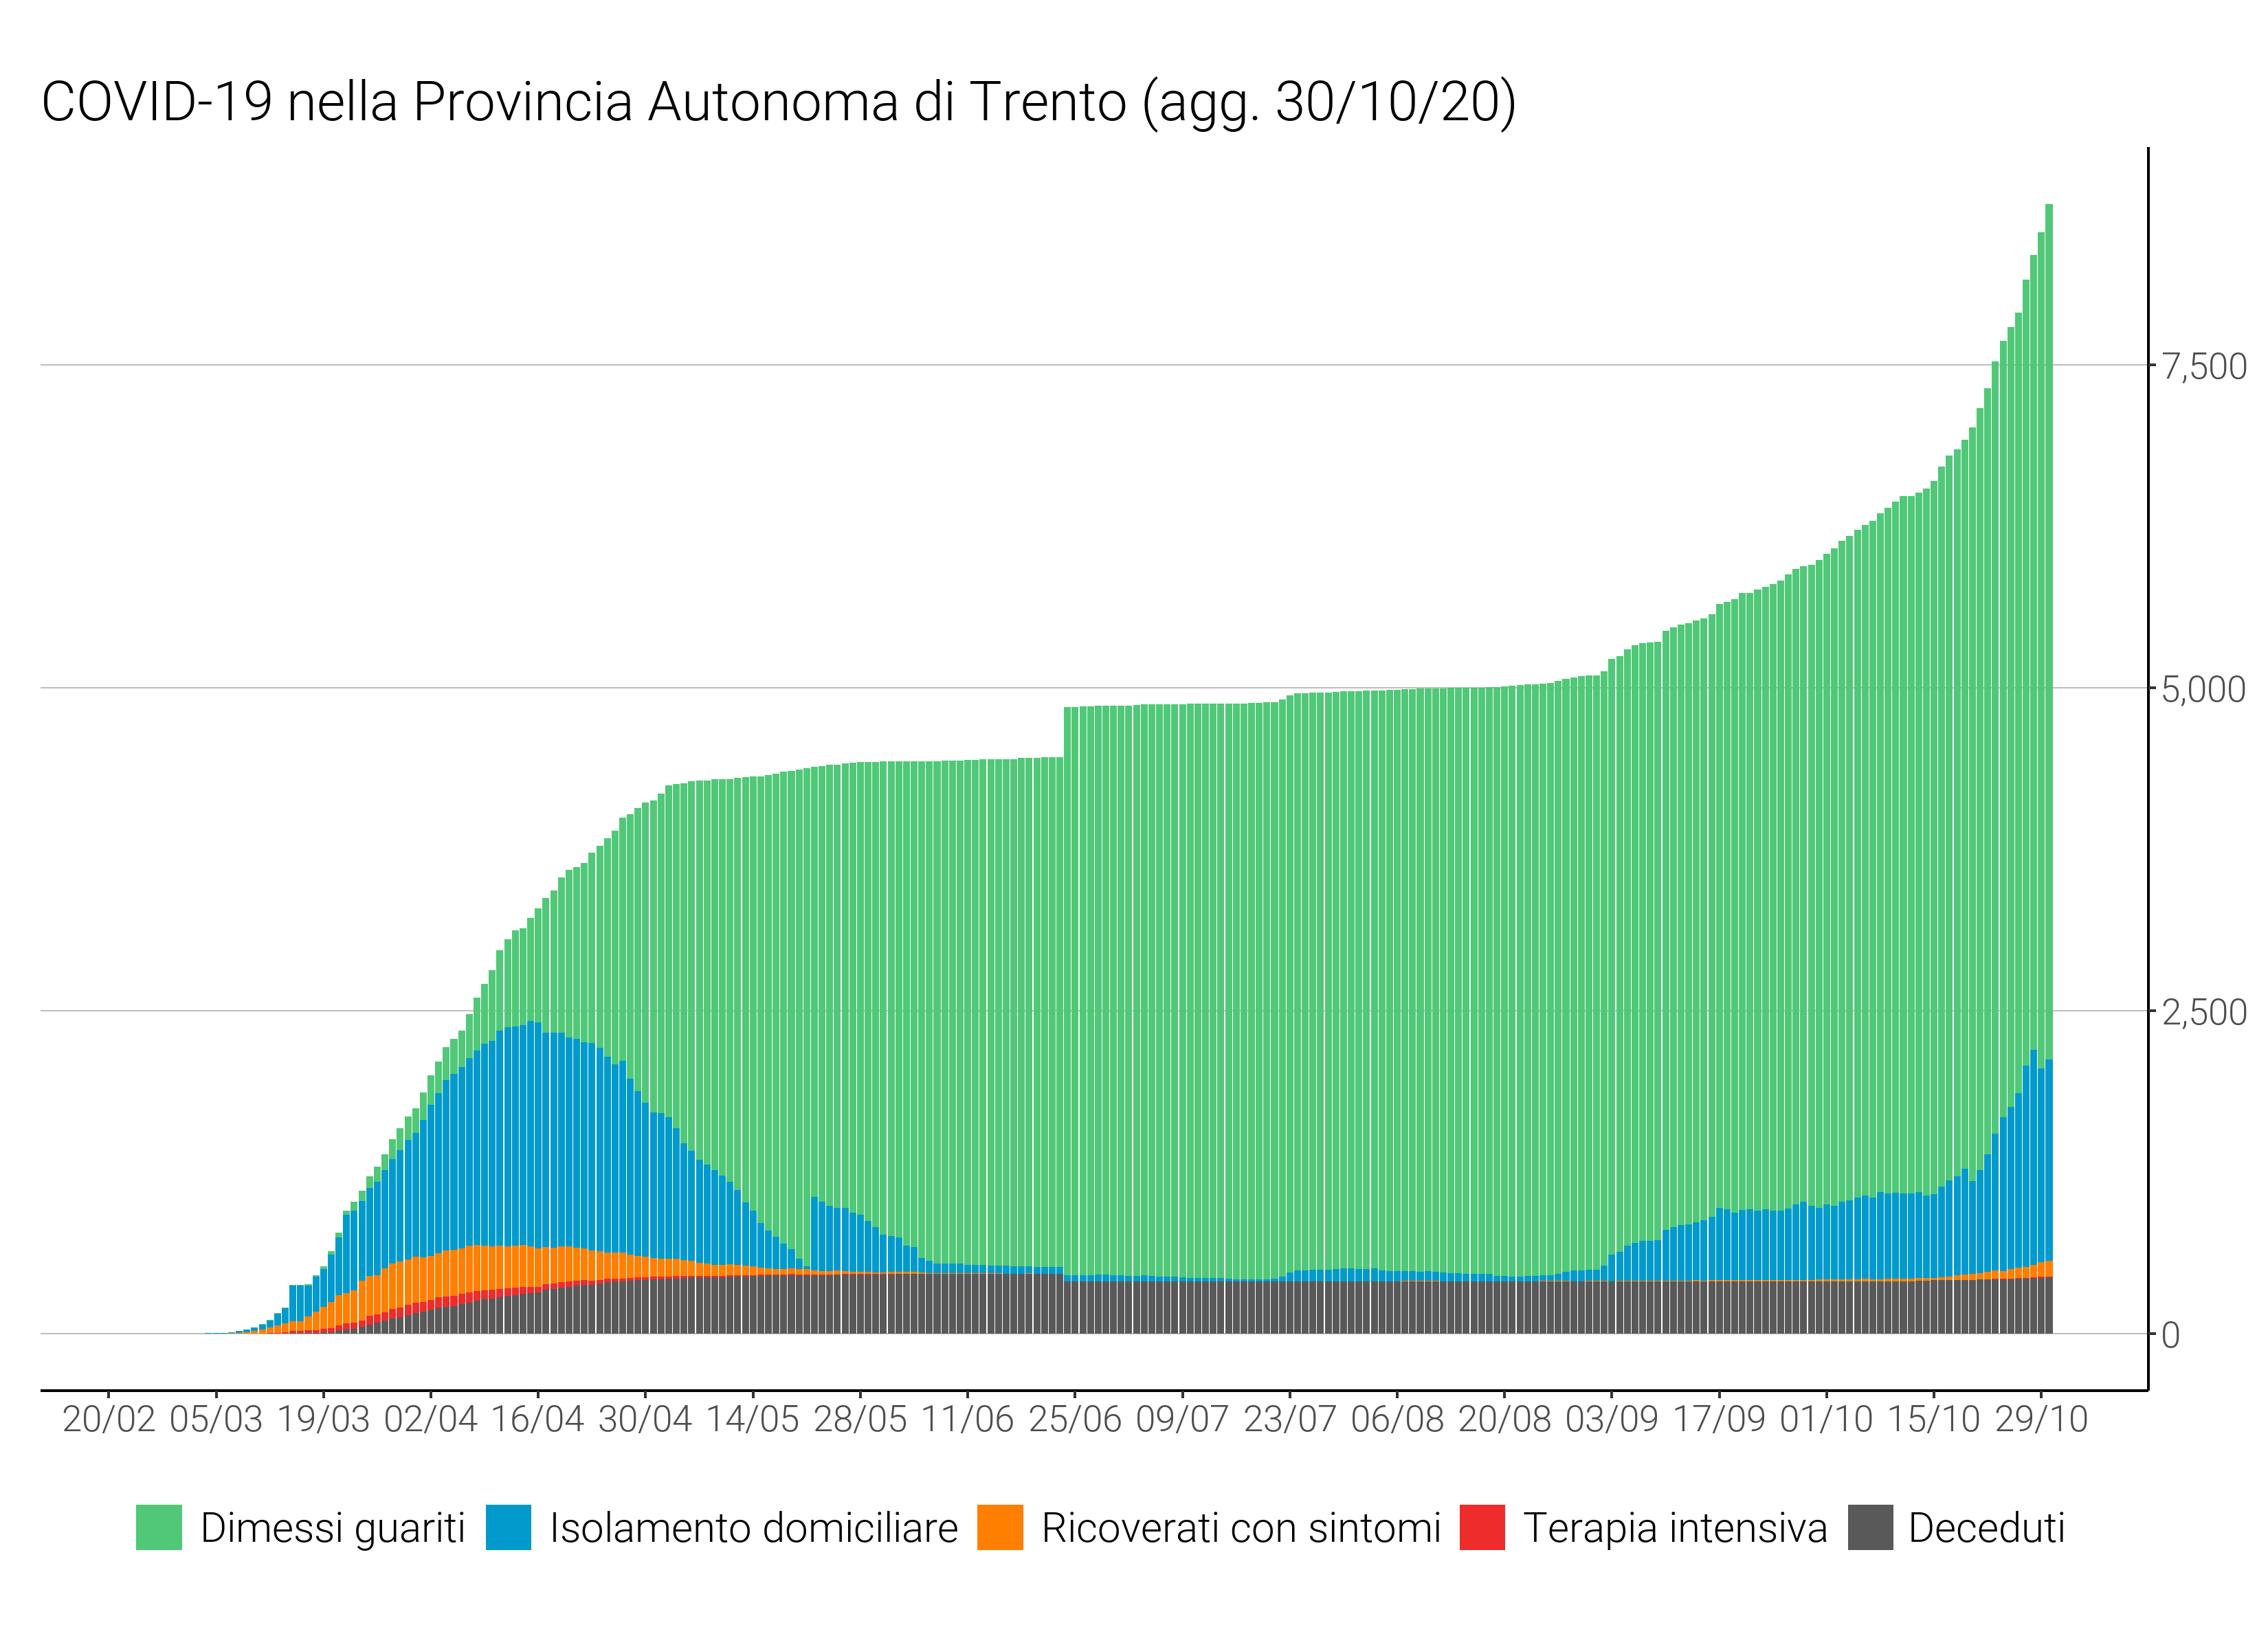 COVID-19 nella Provincia Autonoma di Trento (agg. 30/10/20)
7,500
5,000
2,500
0
20/02 05/03 19/03 02/04 16/04 30/04 14/05 28/05 11/06 25/06 09/07 23/07 06/08 20/08 03/09 17/09 01/10 15/10 29/10
Dimessi guariti Isolamento domiciliare Ricoverati con sintomi Terapia intensiva Deceduti